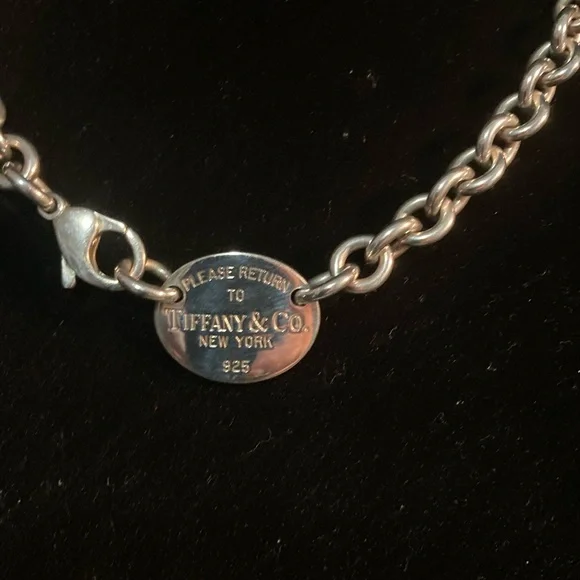 PLEASE RETURN
TO
TIFFANY & CO.
NEW YORK
925